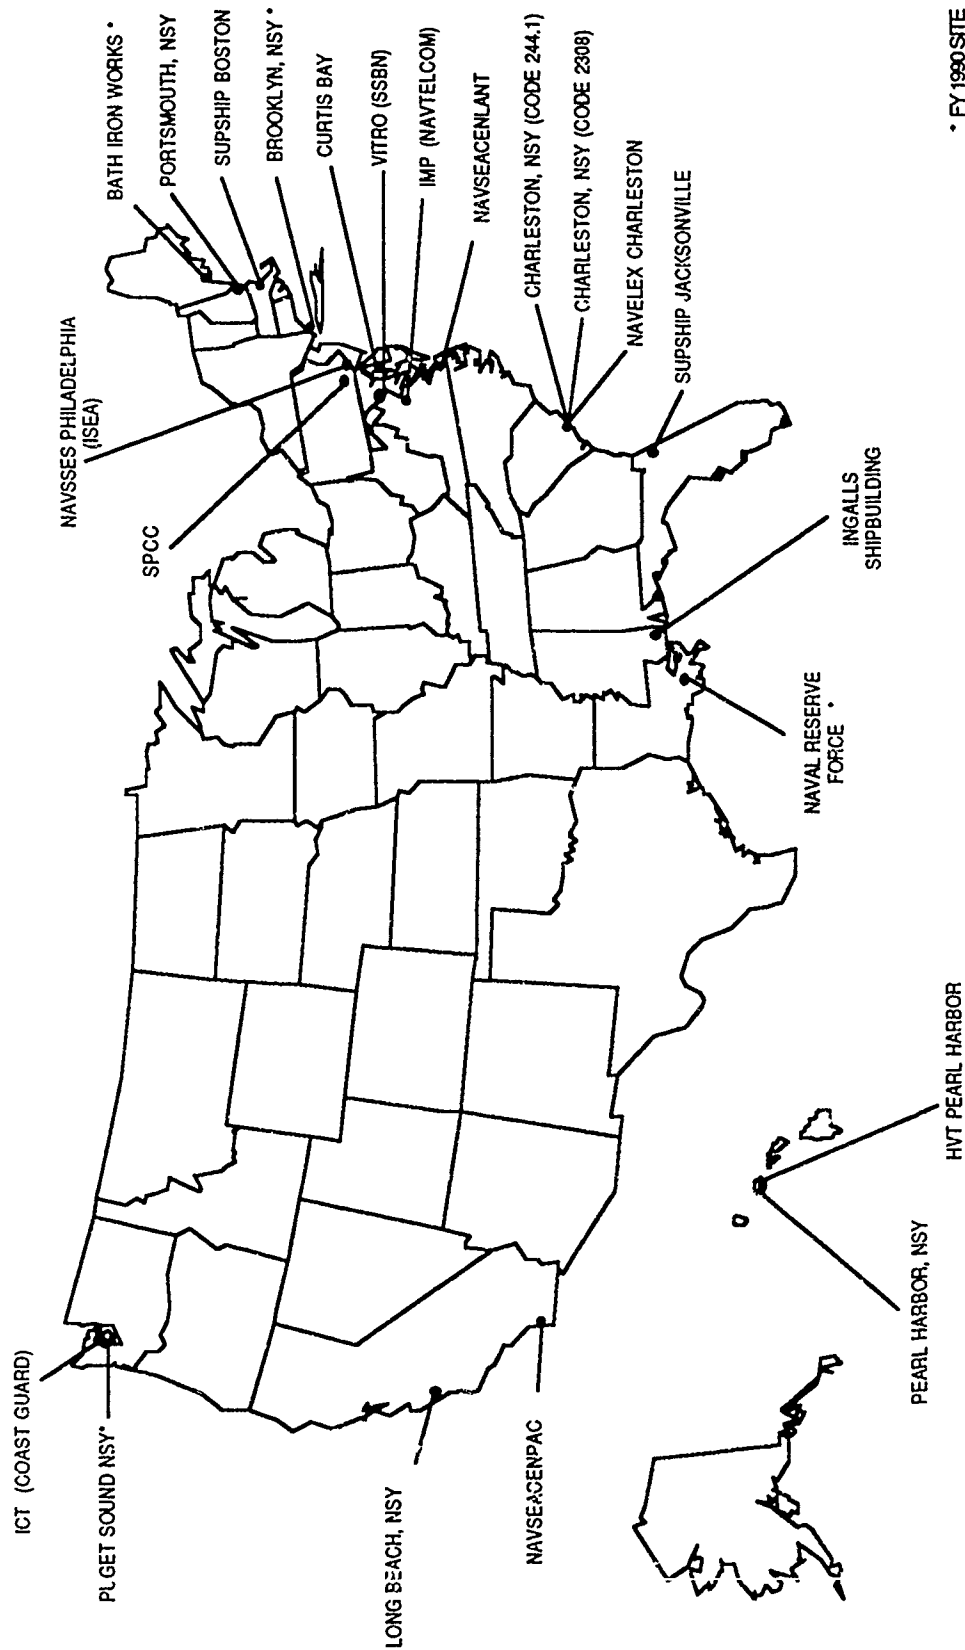 ICT (COAST GUARD)
PUGET SOUND NSY*
LONG BEACH, NSY
NAVSEACENPAC
PEARL HARBOR, NSY
HVT PEARL HARBOR
NAVAL RESERVE
FORCE *
INGALLS
SHIPBUILDING
SPCC
NAVSSES PHILADELPHIA
(ISEA)
BATH IRON WORKS *
PORTSMOUTH, NSY
SUPSHIP BOSTON
BROOKLYN, NSY *
CURTIS BAY
VITRO (SSBN)
IMP (NAVTELCOM)
NAVSEACENLANT
CHARLESTON, NSY (CODE 244.1)
CHARLESTON, NSY (CODE 2308)
NAVELEX CHARLESTON
SUPSHIP JACKSONVILLE
* FY 1990 SITE